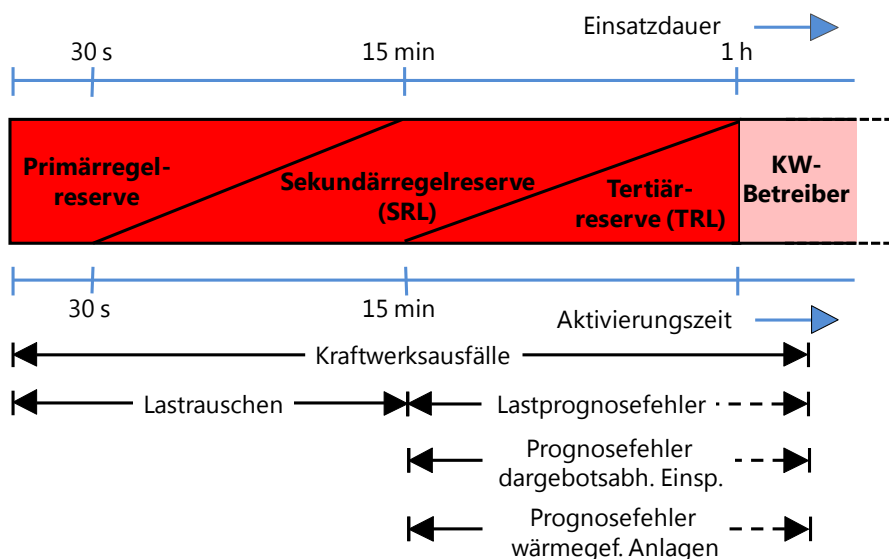 Einsatzdauer
30 s
15 min
1 h
Primärregel-
reserve
Sekundärregelreserve
(SRL)
Tertiär-
reserve (TRL)
KW-
Betreiber
30 s
15 min
Aktivierungszeit
Kraftwerksausfälle
Lastrauschen
Lastprognosefehler
Prognosefehler
dargebotsabh. Einsp.
Prognosefehler
wärmegef. Anlagen